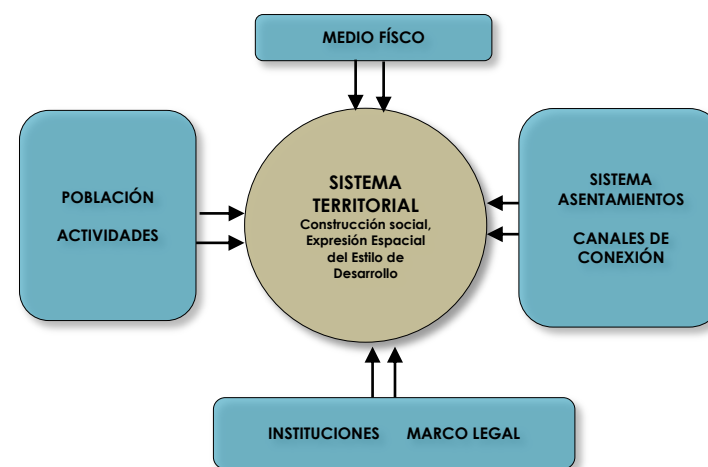 MEDIO FÍSCO
POBLACIÓN
ACTIVIDADES
SISTEMA
TERRITORIAL
Construcción social,
Expresión Espacial
del Estilo de
Desarrollo
SISTEMA
ASENTAMIENTOS
CANALES DE
CONEXIÓN
INSTITUCIONES MARCO LEGAL